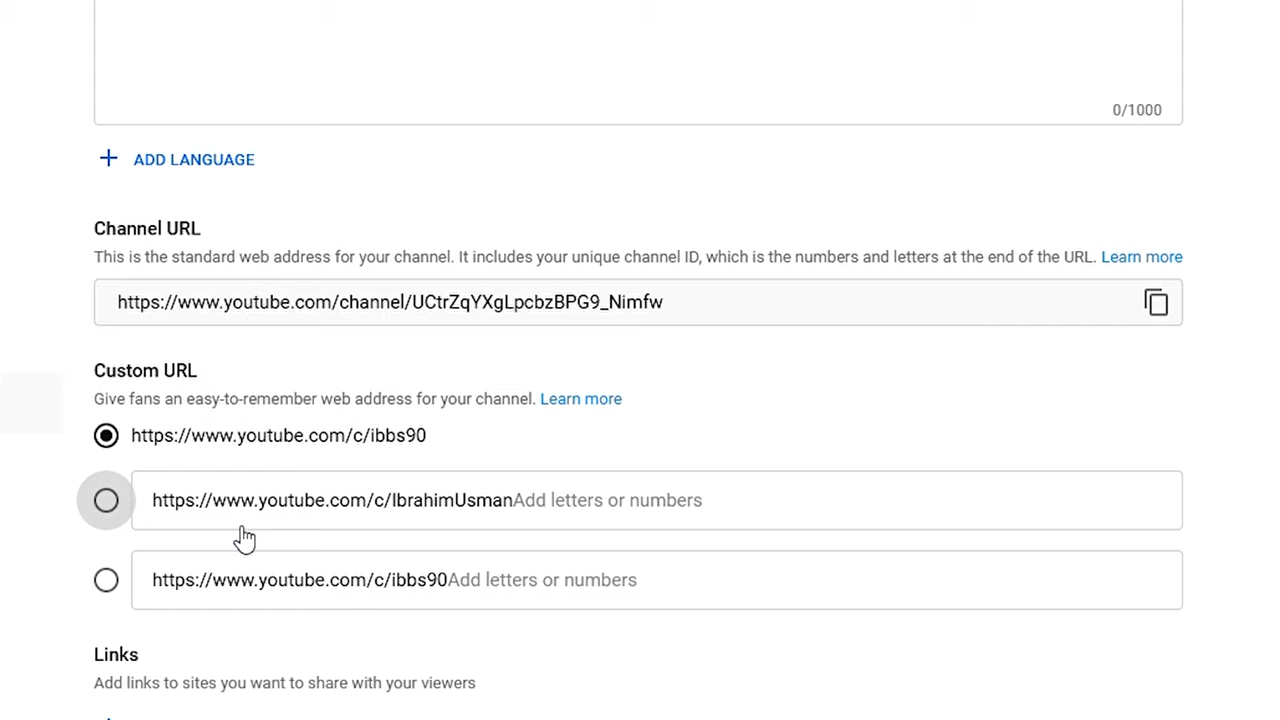 0/1000
ADD LANGUAGE
Channel URL
This is the standard web address for your channel. It includes your unique channel ID, which is the numbers and letters at the end of the URL. Learn more
https://www.youtube.com/channel/UCtrZqYXgLpcbzBPG9_Nimfw
Custom URL
Give fans an easy-to-remember web address for your channel. Learn more
https://www.youtube.com/c/ibbs90
https://www.youtube.com/c/IbrahimUsmanAdd letters or numbers
https://www.youtube.com/c/ibbs90Add letters or numbers
Links
Add links to sites you want to share with your viewers